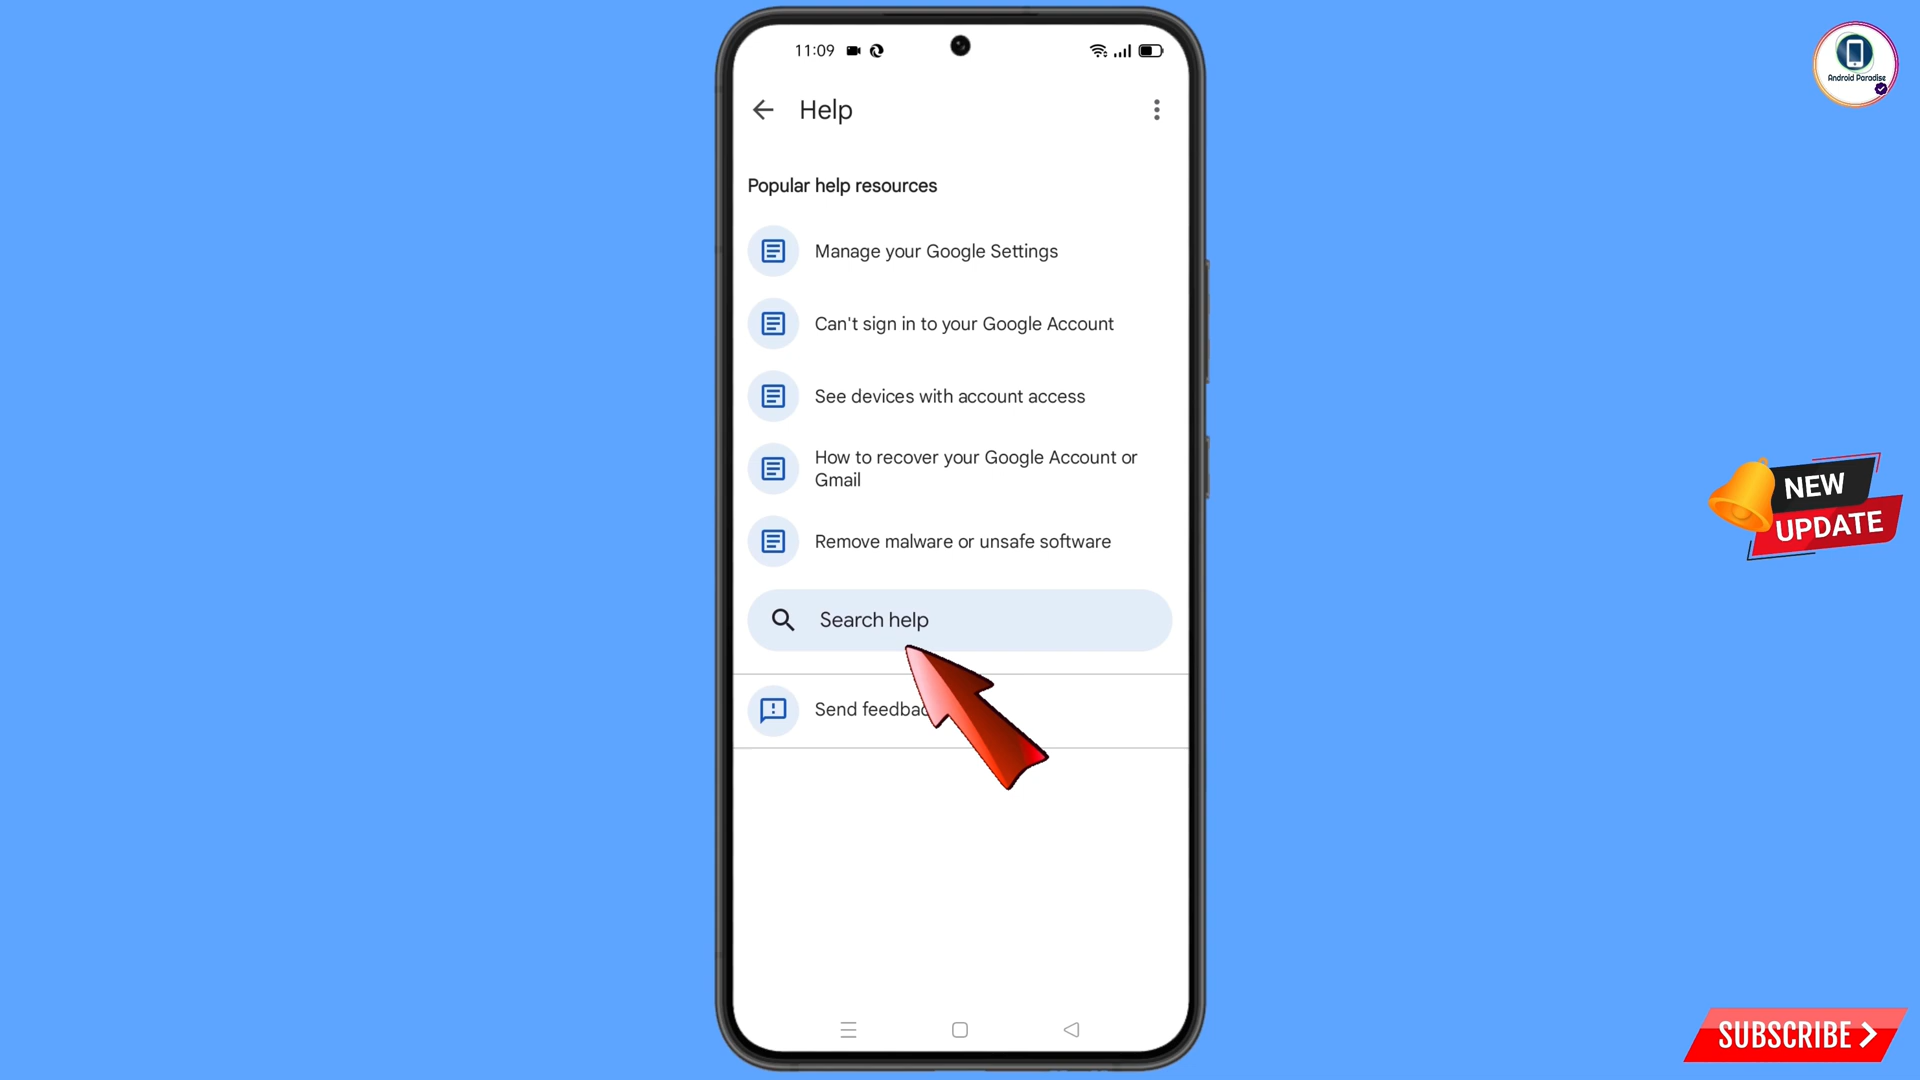 11:09
Android Paradise
Help
Popular help resources
Manage your Google Settings
Can't sign in to your Google Account
See devices with account access
How to recover your Google Account or
Gmail
NEW
UPDATE
Remove malware or unsafe software
Search help
Send feedbac
SUBSCRIBE